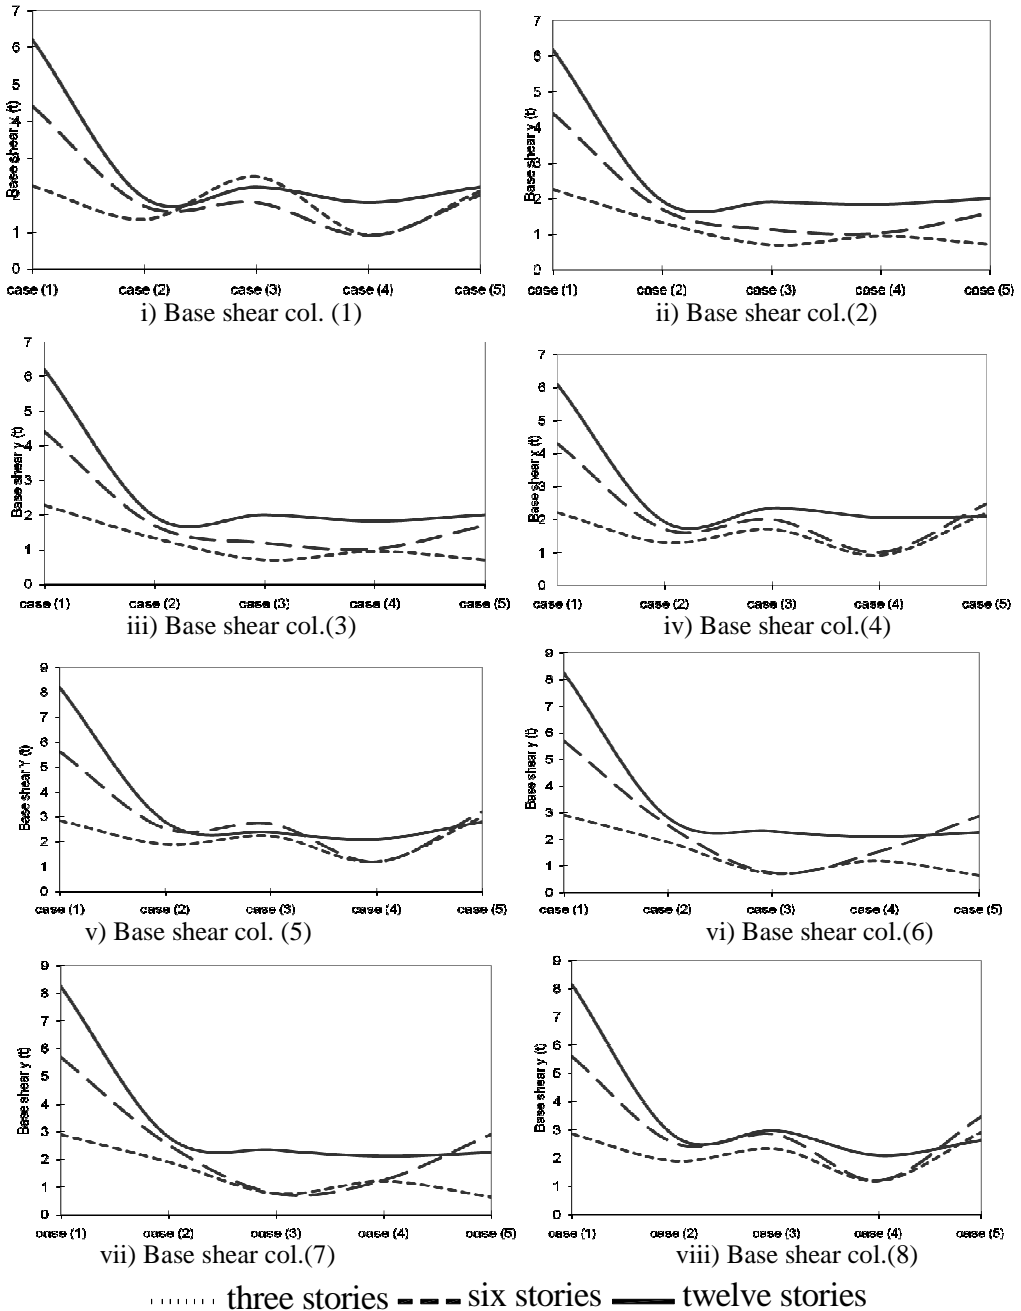 7
6
5
4
3
2
1
0
Base shear y (t)
case (1) case (2) case (3) case (4) case (5)
i) Base shear col. (1)
7
6
5
4
3
2
1
0
Base shear y (t)
case (1) case (2) case (3) case (4) case (5)
ii) Base shear col.(2)
7
6
5
4
3
2
1
0
Base shear y (t)
case (1) case (2) case (3) case (4) case (5)
iii) Base shear col.(3)
7
6
5
4
3
2
1
0
Base shear y (t)
case (1) case (2) case (3) case (4) case (5)
iv) Base shear col.(4)
9
8
7
6
5
4
3
2
1
0
Base shear Y (t)
case (1) case (2) case (3) case (4) case (5)
v) Base shear col. (5)
9
8
7
6
5
4
3
2
1
0
Base shear y (t)
case (1) case (2) case (3) case (4) case (5)
vi) Base shear col.(6)
9
8
7
6
5
4
3
2
1
0
Base shear y (t)
case (1) case (2) case (3) case (4) case (5)
vii) Base shear col.(7)
9
8
7
6
5
4
3
2
1
0
Base shear y (t)
case (1) case (2) case (3) case (4) case (5)
viii) Base shear col.(8)
three stories six stories twelve stories